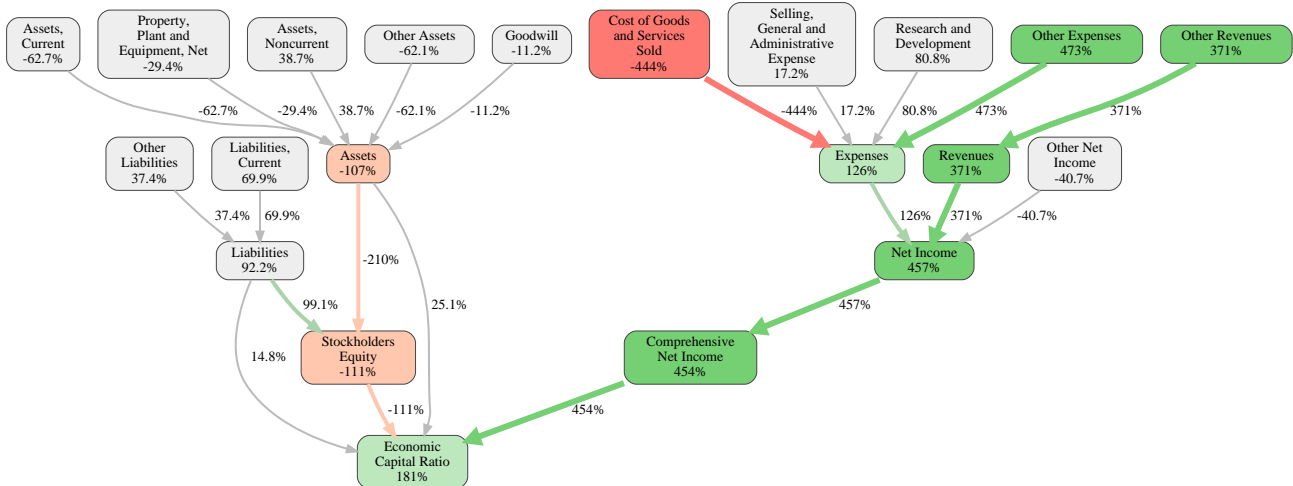 Assets,
Current
-62.7%
Property,
Plant and
Equipment, Net
-29.4%
Assets,
Noncurrent
38.7%
Other Assets
-62.1%
Goodwill
-11.2%
Cost of Goods
and Services
Sold
-444%
Selling,
General and
Administrative
Expense
17.2%
Research and
Development
80.8%
Other Expenses
473%
Other Revenues
371%
-62.7%
-29.4%
38.7%
-62.1%
-11.2%
-444%
17.2%
80.8%
473%
371%
Other
Liabilities
37.4%
Liabilities,
Current
69.9%
Assets
-107%
Expenses
126%
Revenues
371%
Other Net
Income
-40.7%
37.4%
69.9%
126%
371%
-40.7%
Liabilities
92.2%
-210%
Net Income
457%
99.1%
25.1%
457%
Stockholders
Equity
-111%
Comprehensive
Net Income
454%
14.8%
-111%
454%
Economic
Capital Ratio
181%